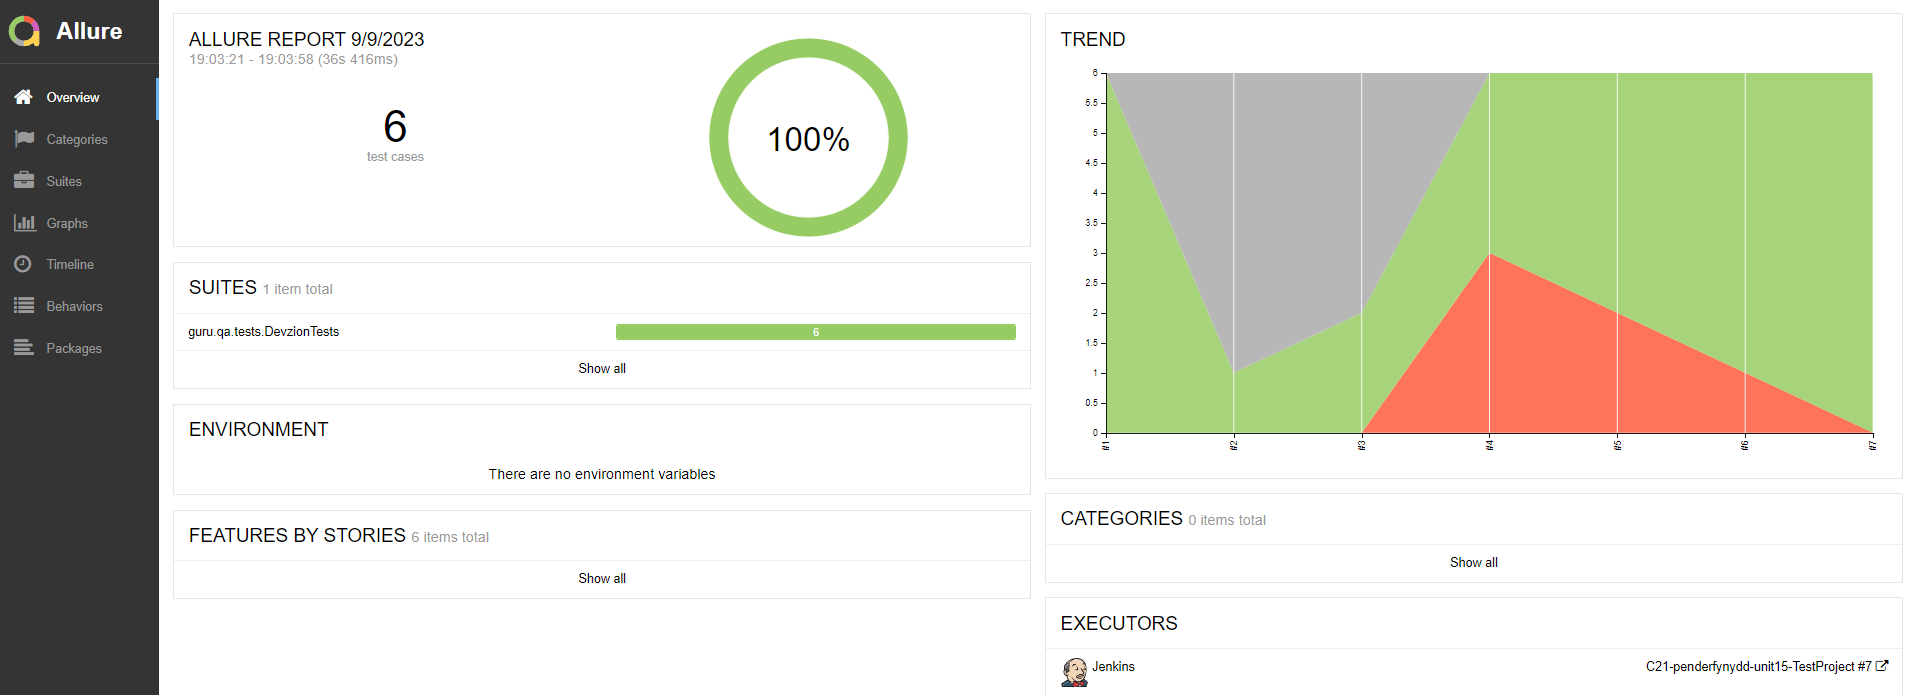 Allure
Overview
Categories
Suites
Graphs
Timeline
Behaviors
Packages
ALLURE REPORT 9/9/2023
19:03:21 - 19:03:58 (36s 416ms)
6
test cases
100%
SUITES 1 item total
guru.qa.tests.DevzionTests 6
Show all
ENVIRONMENT
There are no environment variables
FEATURES BY STORIES 6 items total
Show all
TREND
6
5.5
5
4.5
4
3.5
3
2.5
2
1.5
1
0.5
0
#1 #2 #3 #4 #5 #6 #7
CATEGORIES 0 items total
Show all
EXECUTORS
Jenkins C21-penderfynydd-unit15-TestProject #7